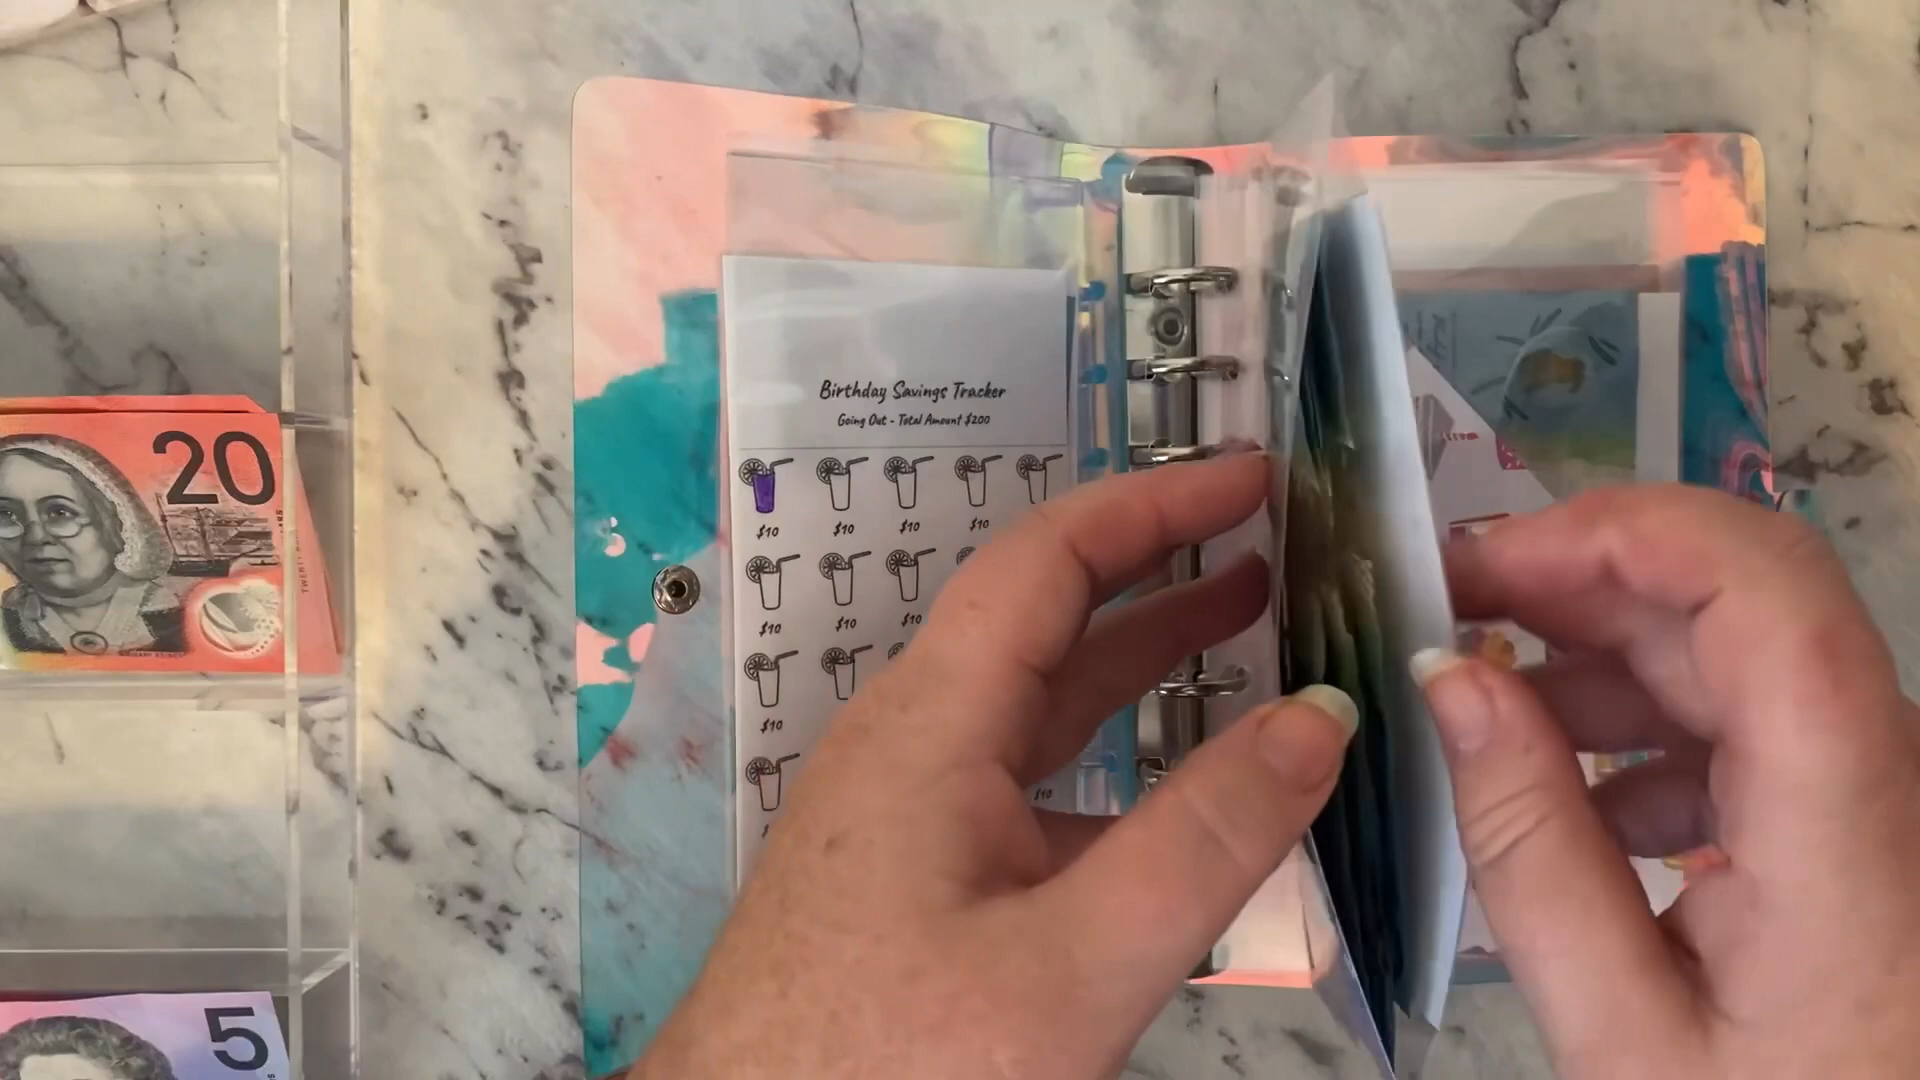 20
5
Birthday Savings Tracker
Going Out - Total Amount $200
$10 $10 $10 $10
$10 $10 $10
$10
$10